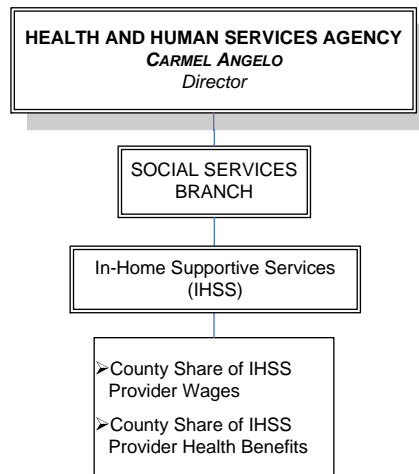 HEALTH AND HUMAN SERVICES AGENCY
CARMEL ANGELO
Director
SOCIAL SERVICES
BRANCH
In-Home Supportive Services
(IHSS)
➢County Share of IHSS
Provider Wages
➢County Share of IHSS
Provider Health Benefits